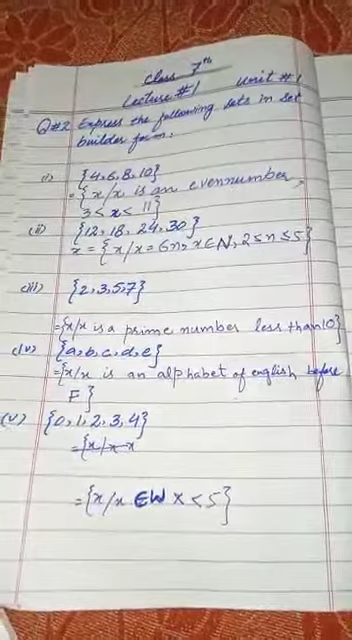 Class 7th
Lecture #1 Unit #1
Q#2 Express the following sets in set
builder form.
i) {4,6,8,10}
= {x/x is an even number,
3≤x≤11}
(ii) {12, 18, 24, 30}
x = {x/x = 6n, x∈N, 2≤n≤5}
(iii) {2,3,5,7}
= {x/x is a prime number less than 10}
(iv) {a,b,c,d,e}
= {x/x is an alphabet of english before
F}
(v) {0,1,2,3,4}
= {x/x x
= {x/x ∈W x<5}